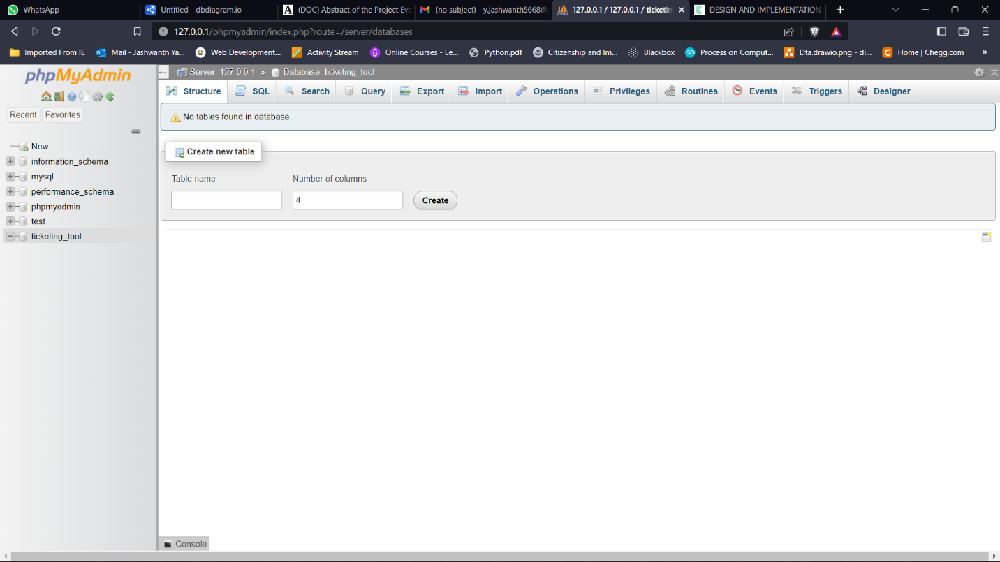 WhatsApp
Untitled - dbdiagram.io
(DOC) Abstract of the Project Eve
(no subject) - y.jashwanth5668@
127.0.0.1 / 127.0.0.1 / ticketin
DESIGN AND IMPLEMENTATION
127.0.0.1/phpmyadmin/index.php?route=/server/databases
Imported From IE
Mail - Jashwanth Ya...
Web Development...
Activity Stream
Online Courses - Le...
Python.pdf
Citizenship and Im...
Blackbox
Process on Comput...
Dta.drawio.png - di...
Home | Chegg.com
»
phpMyAdmin
Recent Favorites
New
information_schema
mysql
performance_schema
phpmyadmin
test
ticketing_tool
Server: 127.0.0.1 » Database: ticketing_tool
Structure SQL Search Query Export Import Operations Privileges Routines Events Triggers Designer
No tables found in database.
Create new table
Table name Number of columns
4 Create
Console